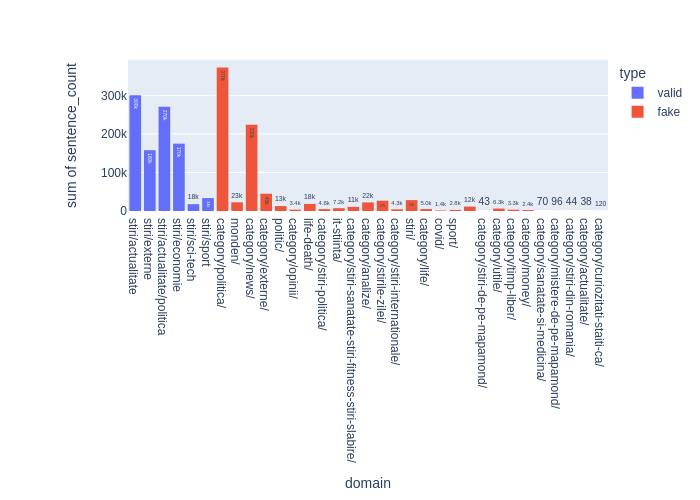 type
valid
fake
sum of sentence_count
300k
200k
100k
0
300k
158k
270k
18k
23k
13k
3.4k
18k
4.8k
7.2k
11k
22k
4.3k
5.0k
1.4k
2.8k
12k
43
6.3k
3.3k
2.4k
70
96
44
38
120
stiri/actualitate
stiri/externe
stiri/actualitate/politica
stiri/economie
stiri/sci-tech
stiri/sport
category/politica/
monden/
category/news/
category/externe/
politic/
category/opinii/
life-death/
category/stiri-politica/
it-stiinta/
category/stiri-sanatate-stiri-fitness-stiri-slabire/
category/analize/
category/stirile-zilei/
category/stiri-internationale/
stiri/
category/life/
covid/
sport/
category/stiri-de-pe-mapamond/
category/utile/
category/timp-liber/
category/money/
category/sanatate-si-medicina/
category/mistere-de-pe-mapamond/
category/stiri-din-romania/
category/actualitate/
category/curiozitati-staiti-ca/
domain